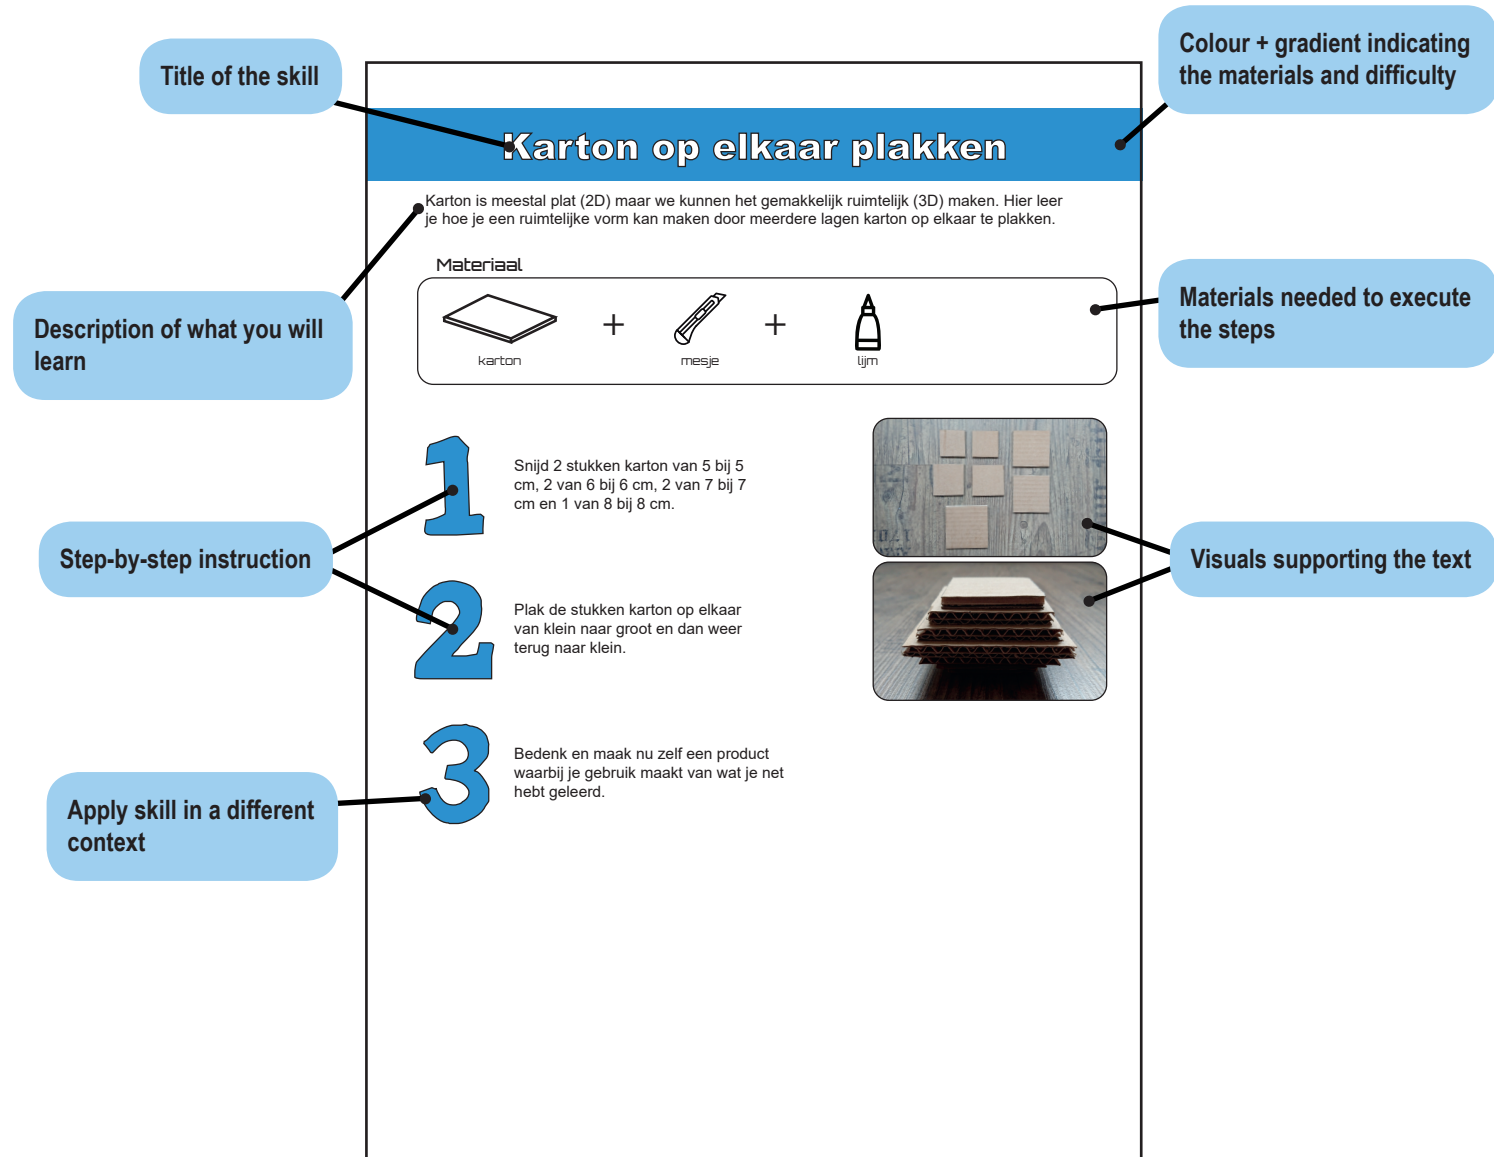 Title of the skill
Colour + gradient indicating
the materials and difficulty
Karton op elkaar plakken
Karton is meestal plat (2D) maar we kunnen het gemakkelijk ruimtelijk (3D) maken. Hier leer
je hoe je een ruimtelijke vorm kan maken door meerdere lagen karton op elkaar te plakken.
Description of what you will
learn
Materiaal
karton
+
mesje
+
lijm
Materials needed to execute
the steps
Step-by-step instruction
1
Snijd 2 stukken karton van 5 bij 5
cm, 2 van 6 bij 6 cm, 2 van 7 bij 7
cm en 1 van 8 bij 8 cm.
2
Plak de stukken karton op elkaar
van klein naar groot en dan weer
terug naar klein.
Visuals supporting the text
Apply skill in a different
context
3
Bedenk en maak nu zelf een product
waarbij je gebruik maakt van wat je net
hebt geleerd.